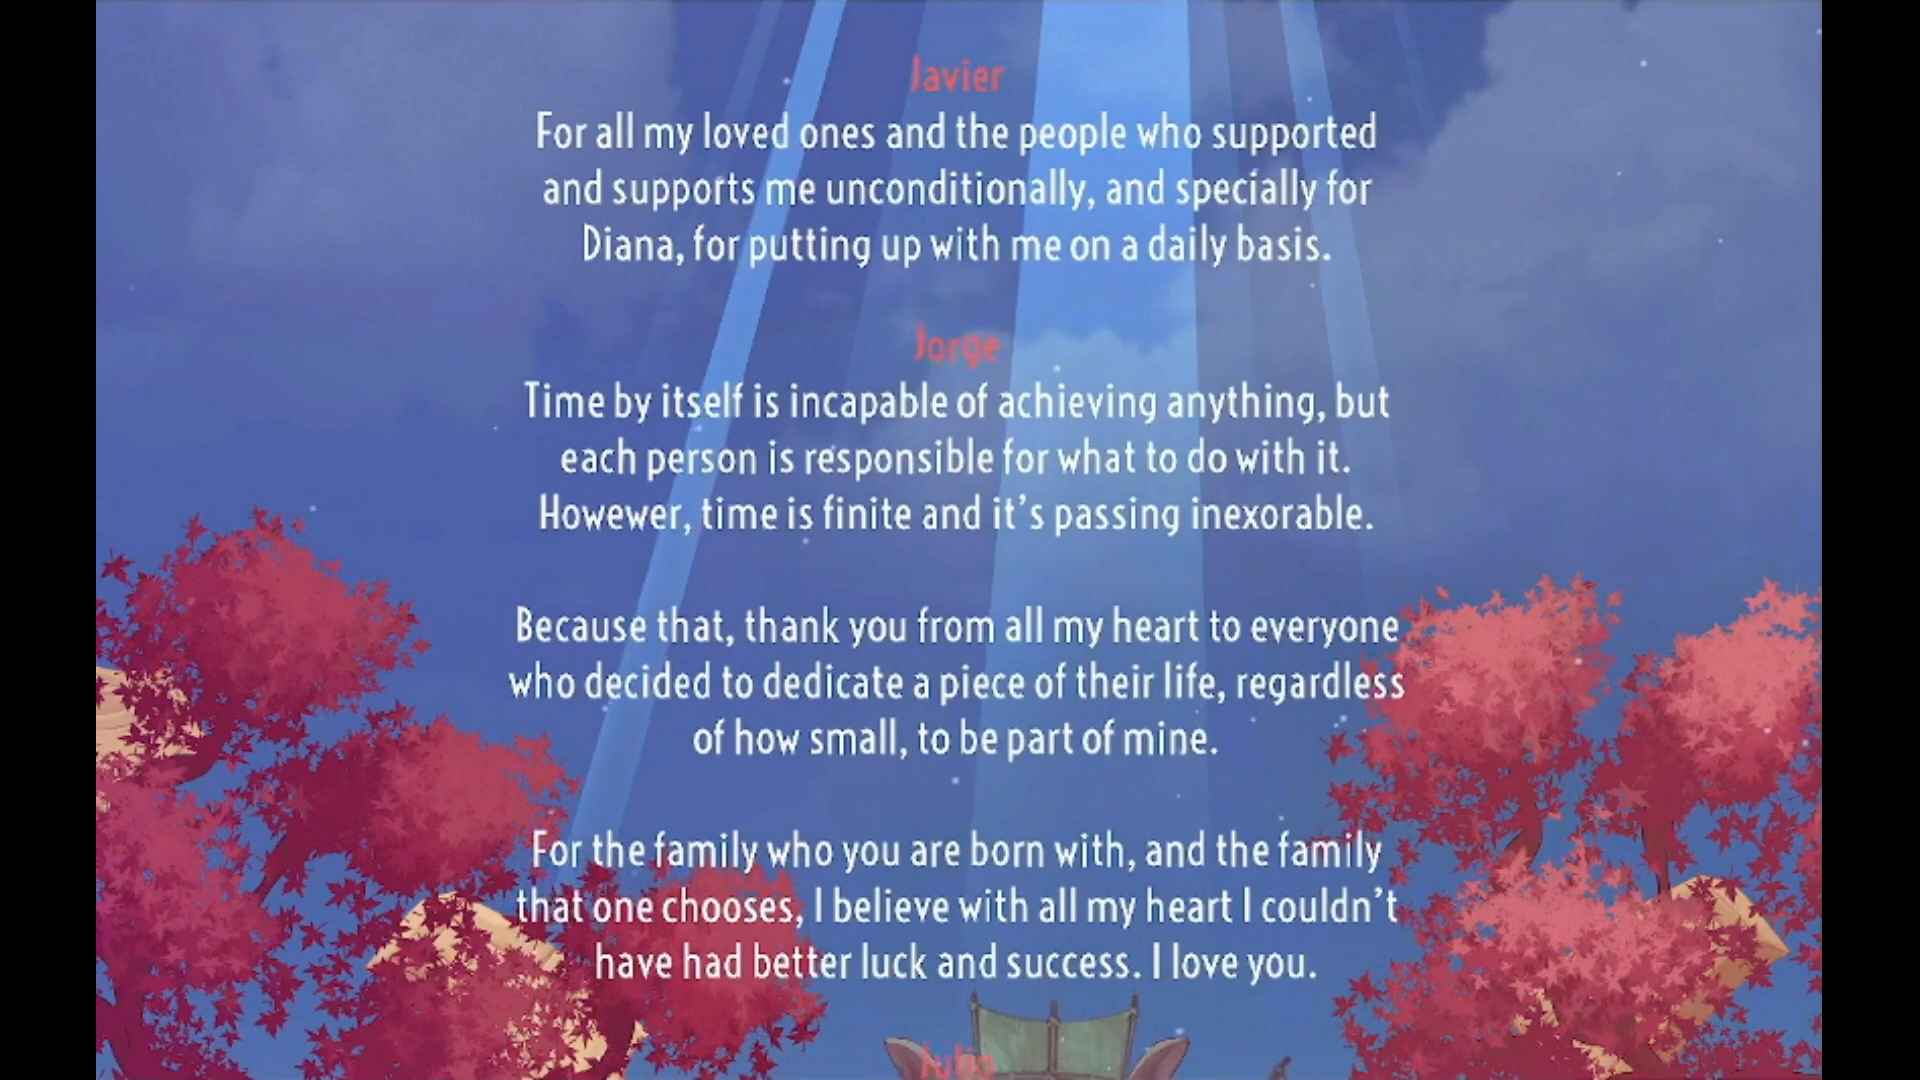 Javier
For all my loved ones and the people who supported
and supports me unconditionally, and specially for
Diana, for putting up with me on a daily basis.
Jorge
Time by itself is incapable of achieving anything, but
each person is responsible for what to do with it.
Howewer, time is finite and it's passing inexorable.
Because that, thank you from all my heart to everyone
who decided to dedicate a piece of their life, regardless
of how small, to be part of mine.
For the family who you are born with, and the family
that one chooses, I believe with all my heart I couldn't
have had better luck and success. I love you.
Julio